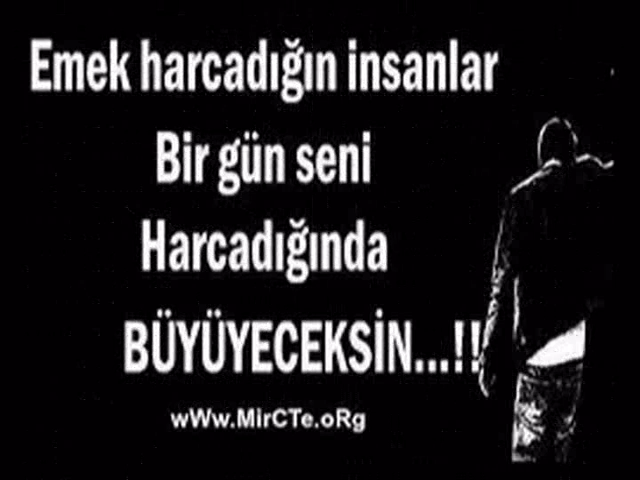 Emek harcadığın insanlar
Bir gün seni
Harcadığında
BÜYÜYECEKSİN...!!
wWw.MirCTe.oRg